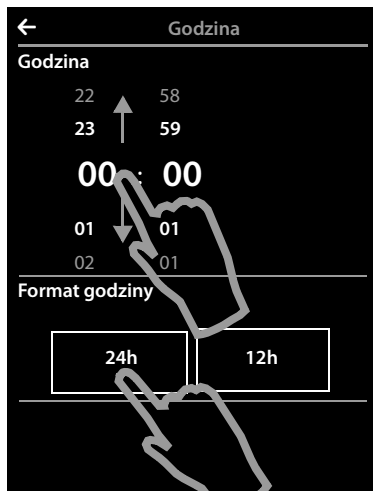 Godzina
Godzina
22 58
23 59
00 : 00
01 01
02 01
Format godziny
24h 12h